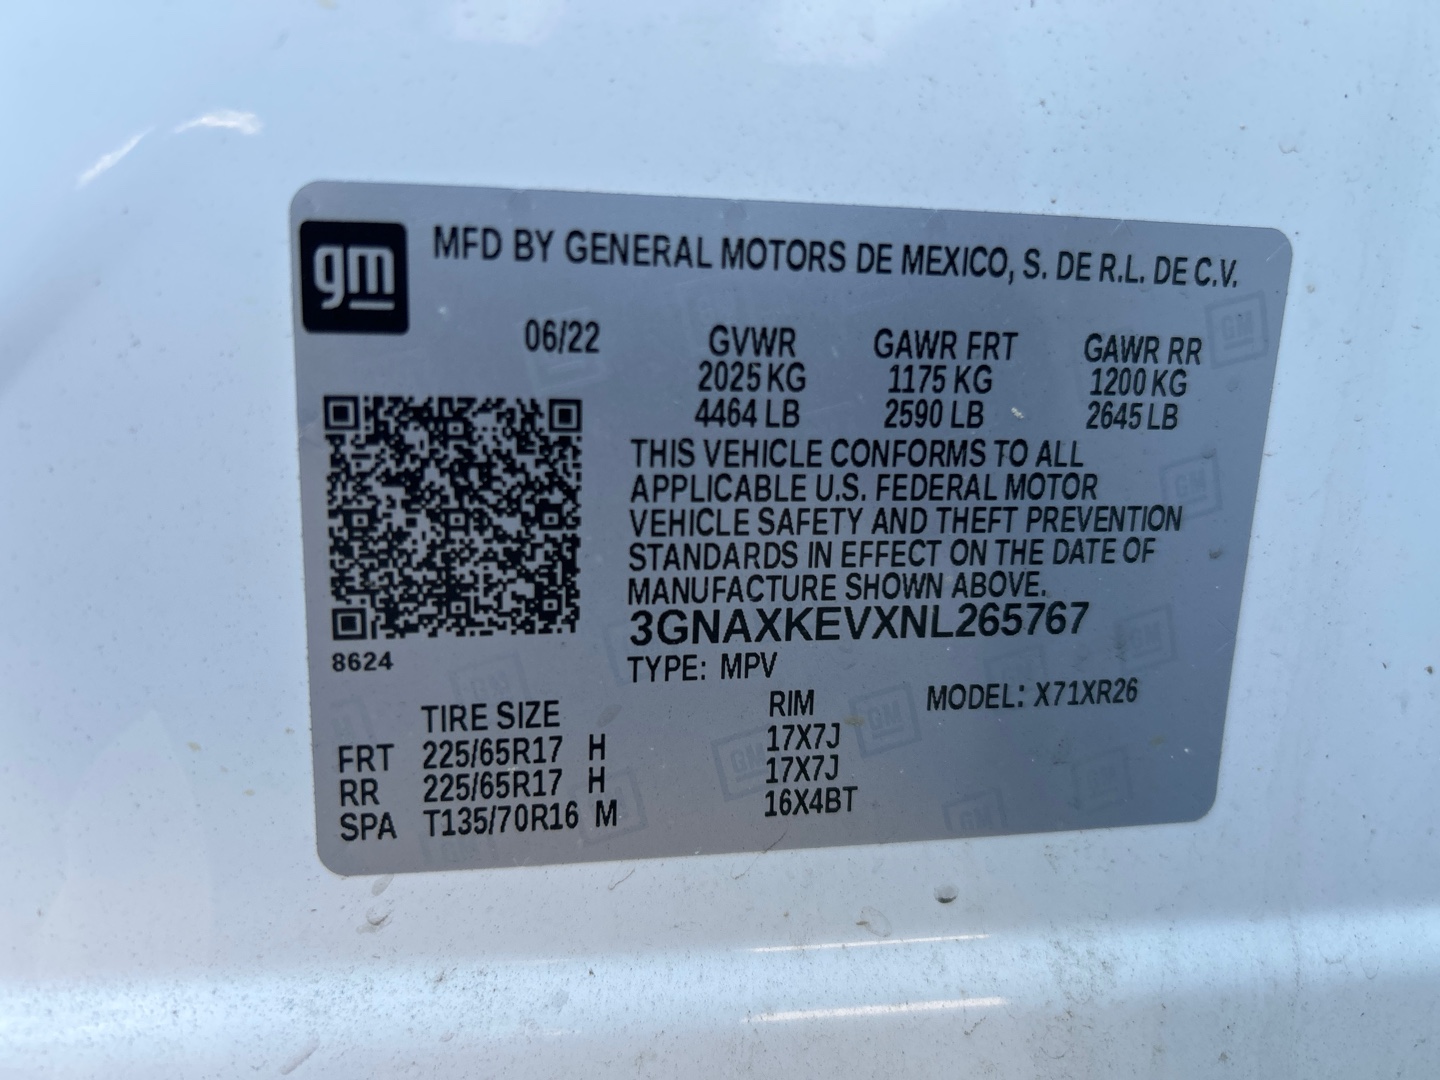 gm
MFD BY GENERAL MOTORS DE MEXICO, S. DE R.L. DE C.V.
06/22 GVWR GAWR FRT GAWR RR
2025 KG 1175 KG 1200 KG
4464 LB 2590 LB 2645 LB
THIS VEHICLE CONFORMS TO ALL
APPLICABLE U.S. FEDERAL MOTOR
VEHICLE SAFETY AND THEFT PREVENTION
STANDARDS IN EFFECT ON THE DATE OF
MANUFACTURE SHOWN ABOVE.
3GNAXKEVXNL265767
8624
TYPE: MPV
MODEL: X71XR26
TIRE SIZE RIM
FRT 225/65R17 H 17X7J
RR 225/65R17 H 17X7J
SPA T135/70R16 M 16X4BT